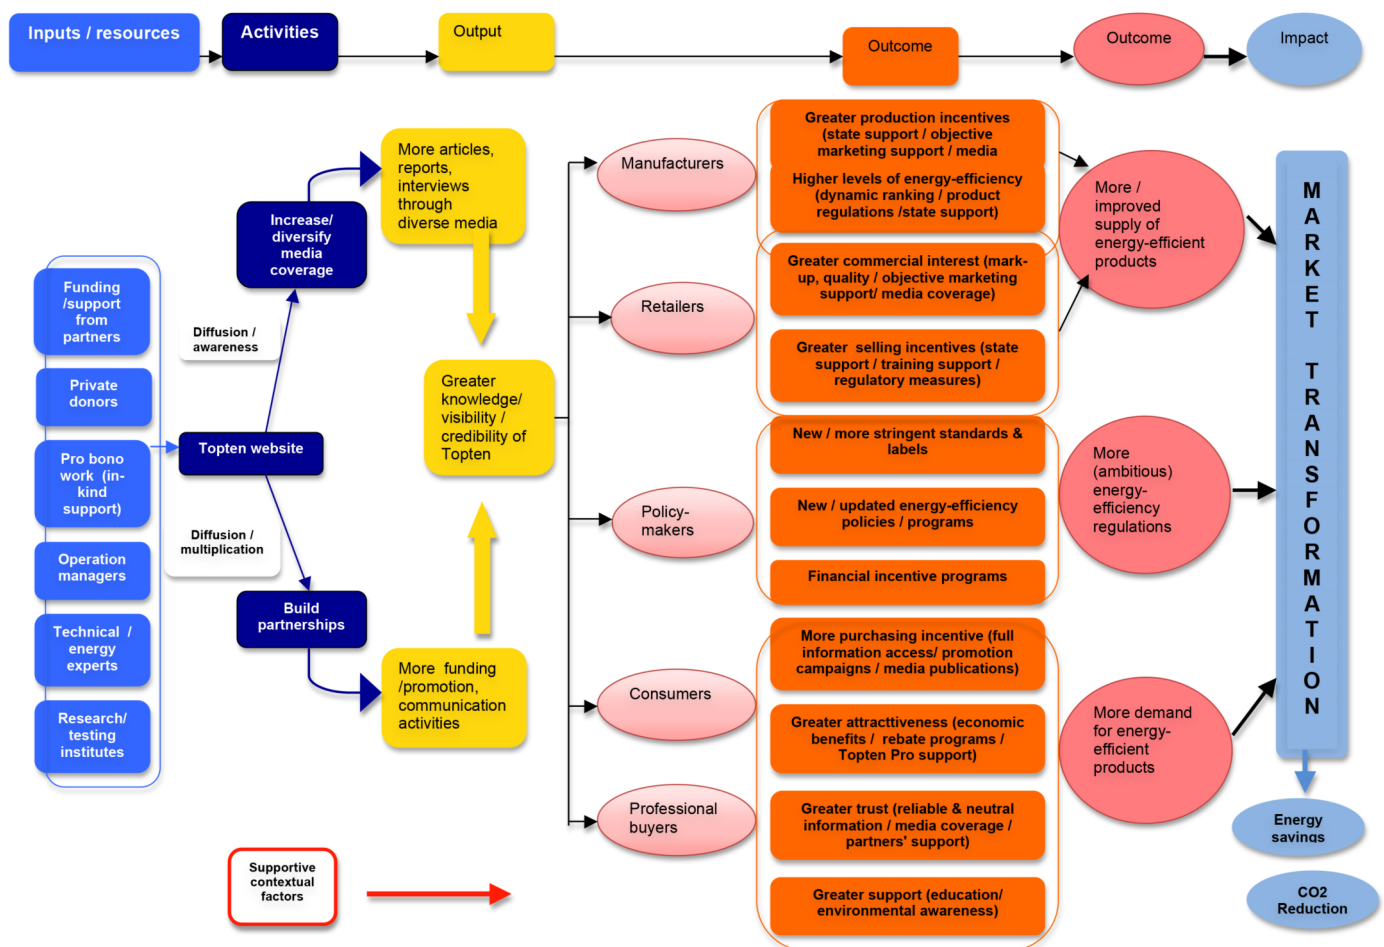 Inputs / resources
Activities
Output
Outcome
Outcome
Impact
Funding
/support
from
partners
Private
donors
Pro bono
work (in-
kind
support)
Operation
managers
Technical /
energy
experts
Research/
testing
institutes
Topten website
Diffusion /
awareness
Diffusion /
multiplication
Increase/
diversify
media
coverage
Build
partnerships
More articles,
reports,
interviews
through
diverse media
Greater
knowledge/
visibility /
credibility of
Topten
More funding
/promotion,
communication
activities
Supportive
contextual
factors
Manufacturers
Retailers
Policy-
makers
Consumers
Professional
buyers
Greater production incentives
(state support / objective
marketing support / media
Higher levels of energy-efficiency
(dynamic ranking / product
regulations /state support)
Greater commercial interest (mark-
up, quality / objective marketing
support/ media coverage)
Greater selling incentives (state
support / training support /
regulatory measures)
New / more stringent standards &
labels
New / updated energy-efficiency
policies / programs
Financial incentive programs
More purchasing incentive (full
information access/ promotion
campaigns / media publications)
Greater attracttiveness (economic
benefits / rebate programs /
Topten Pro support)
Greater trust (reliable & neutral
information / media coverage /
partners' support)
Greater support (education/
environmental awareness)
More /
improved
supply of
energy-efficient
products
More
(ambitious)
energy-
efficiency
regulations
More demand
for energy-
efficient
products
MARKET TRANSFORMATION
Energy
savings
CO2
Reduction